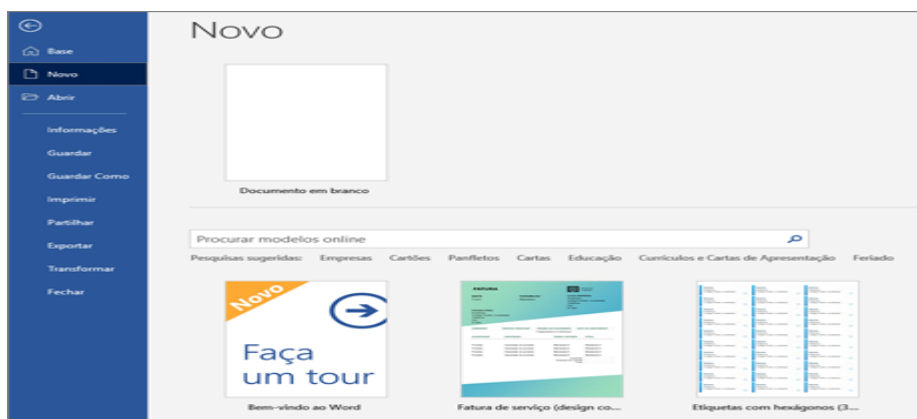 Novo
Base
Novo
Abrir
Informações
Guardar
Guardar Como
Imprimir
Partilhar
Exportar
Transformar
Fechar
Documento em branco
Procurar modelos online
Pesquisas sugeridas: Empresas Cartões Panfletos Cartas Educação Currículos e Cartas de Apresentação Feriado
Novo
Faça
um tour
FATURA
Bem-vindo ao Word
Fatura de serviço (design co...
Etiquetas com hexágonos (3...